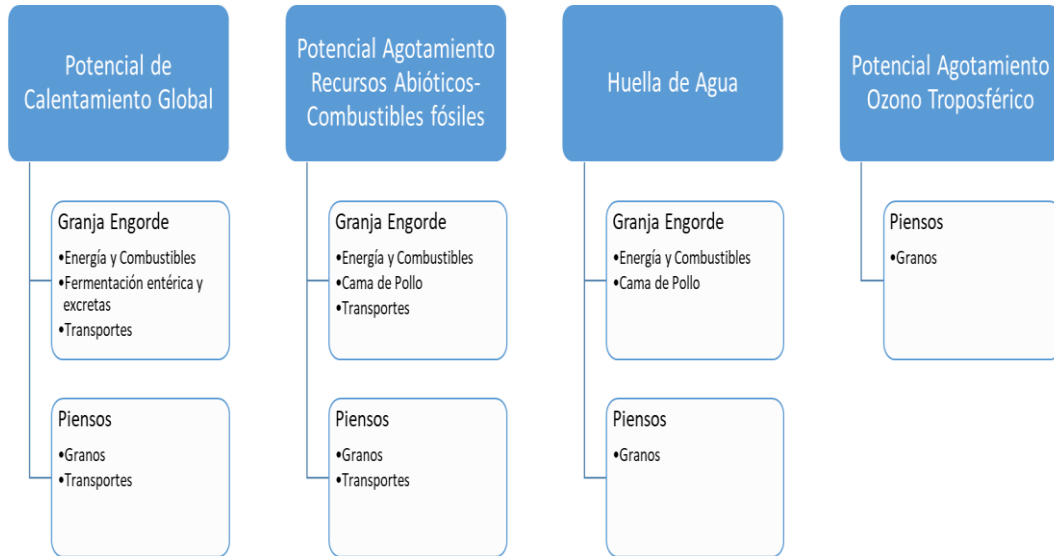 Potencial de
Calentamiento Global
Granja Engorde
•Energía y Combustibles
•Fermentación entérica y
excretas
•Transportes
Piensos
•Granos
•Transportes
Potencial Agotamiento
Recursos Abióticos-
Combustibles fósiles
Granja Engorde
•Energía y Combustibles
•Cama de Pollo
•Transportes
Piensos
•Granos
•Transportes
Huella de Agua
Granja Engorde
•Energía y Combustibles
•Cama de Pollo
Piensos
•Granos
Potencial Agotamiento
Ozono Troposférico
Piensos
•Granos